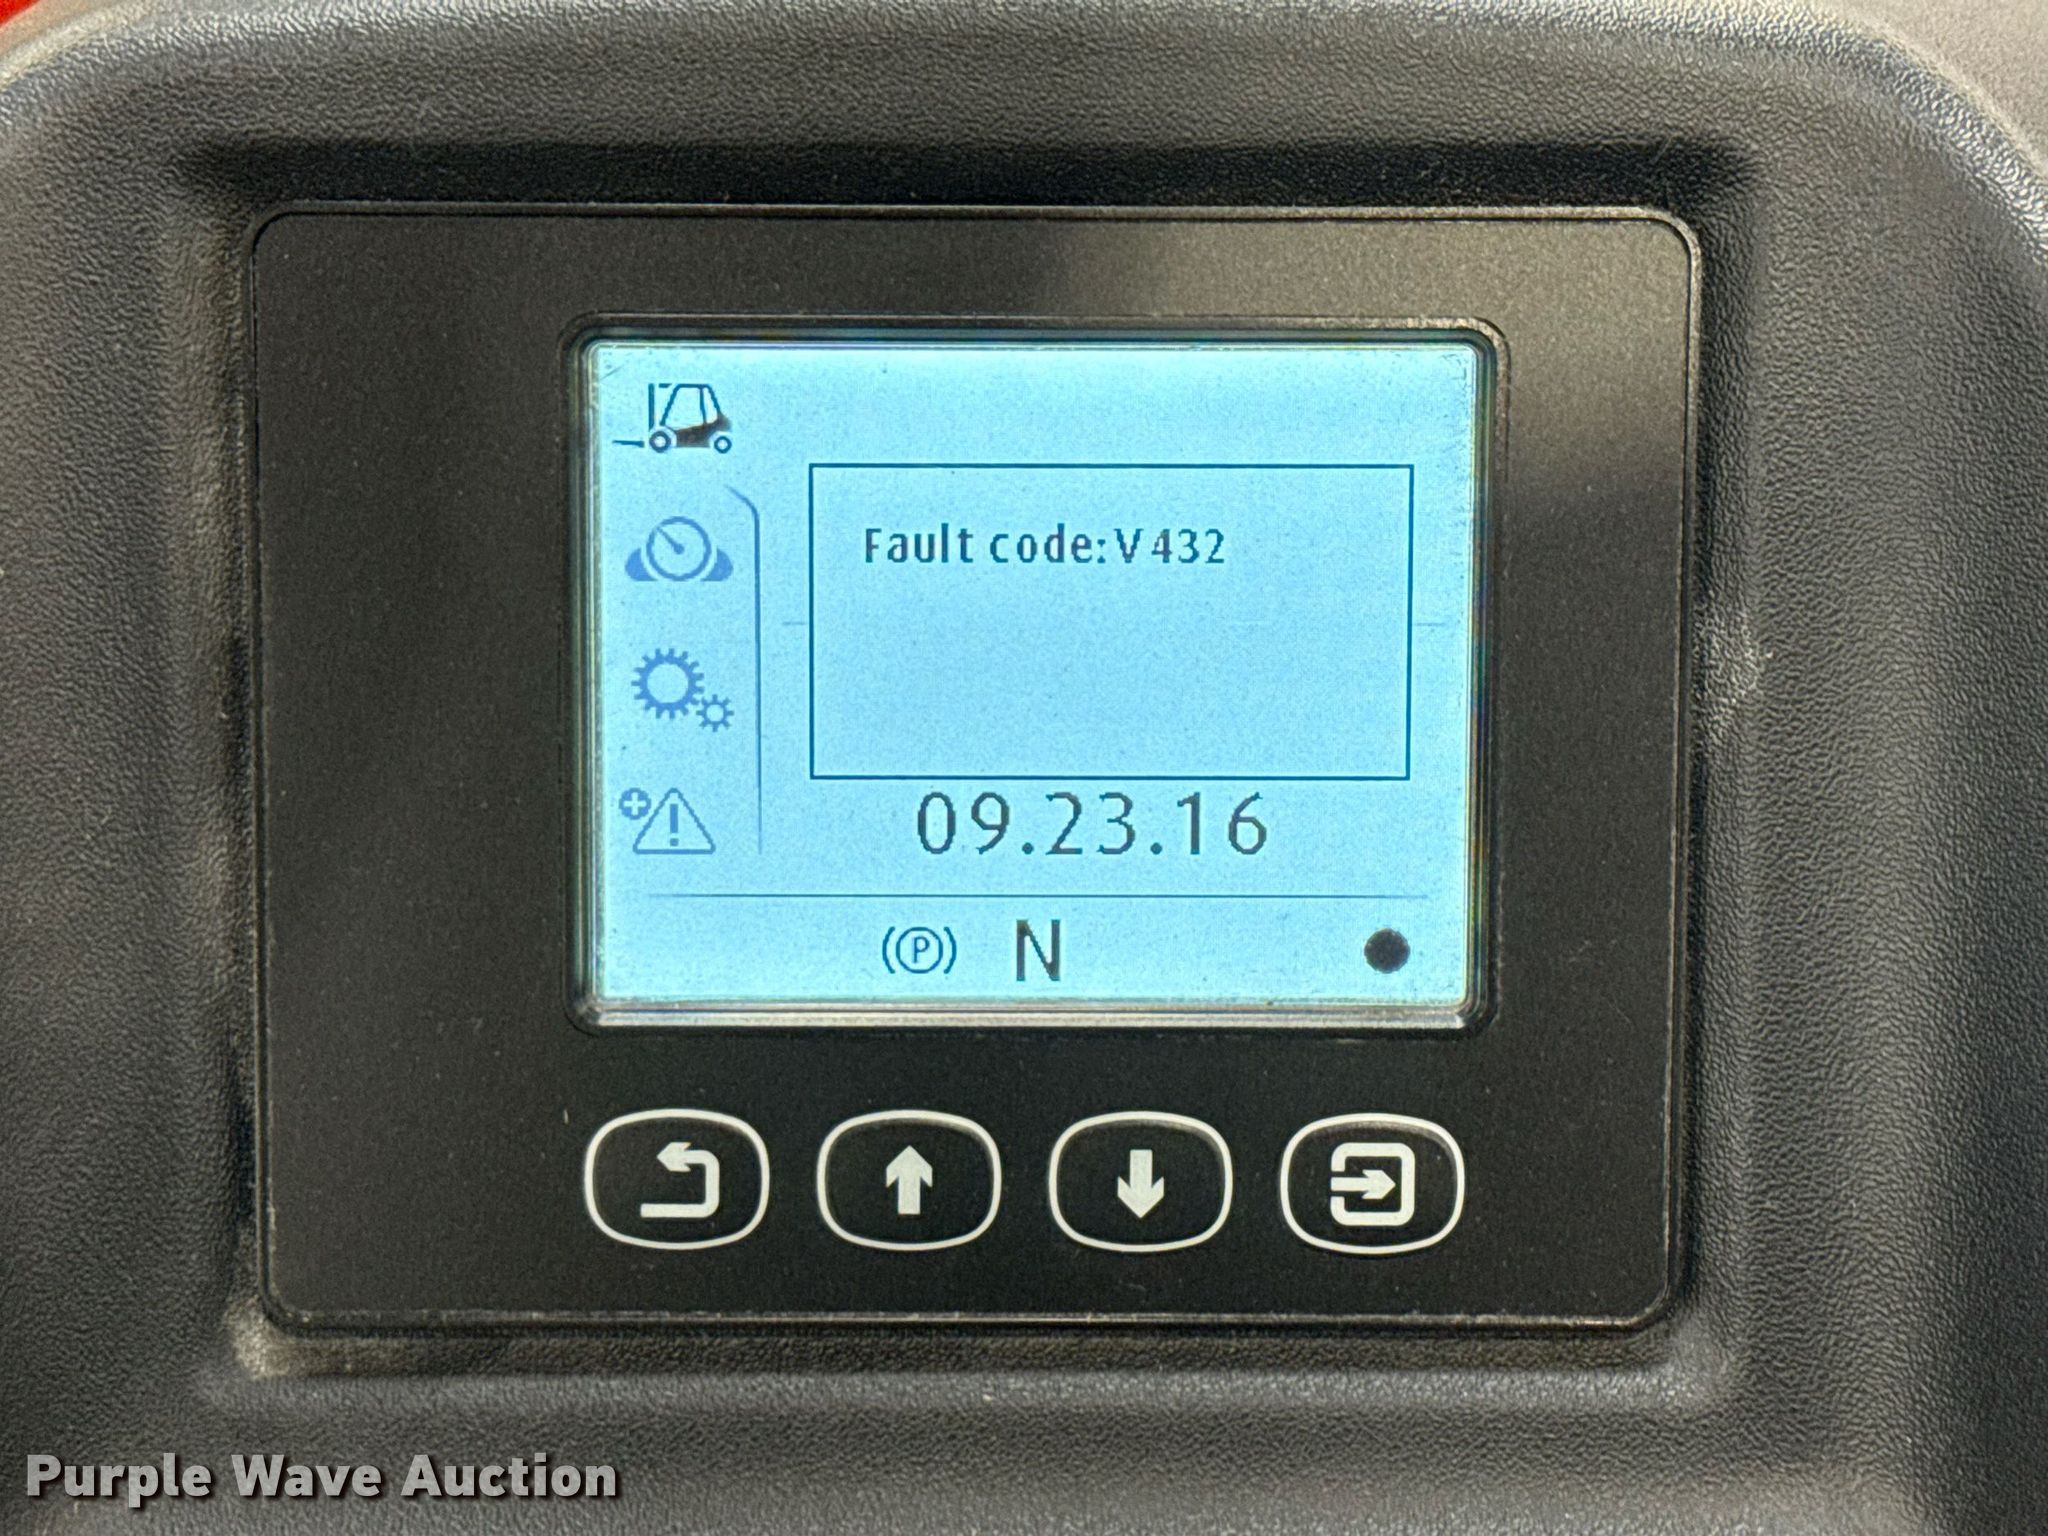 Fault code:V432
09.23.16
(P) N
Purple Wave Auction